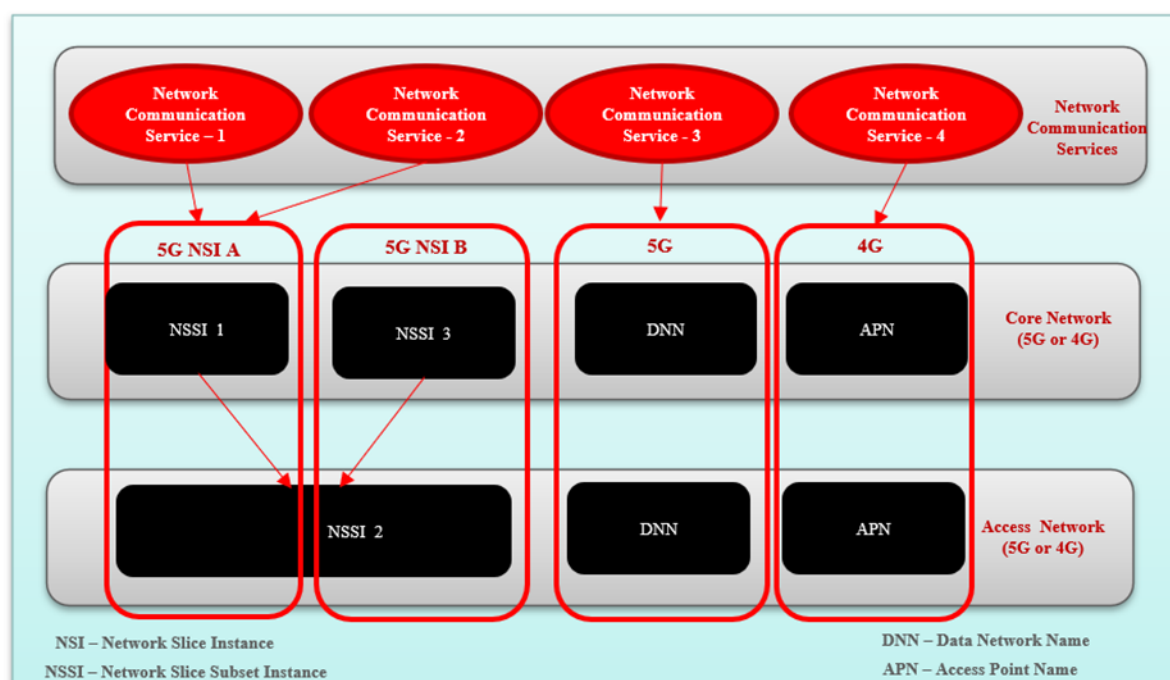 Network
Communication
Service – 1
Network
Communication
Service - 2
Network
Communication
Service - 3
Network
Communication
Service - 4
Network
Communication
Services
5G NSI A
5G NSI B
5G
4G
NSSI 1
NSSI 3
DNN
APN
Core Network
(5G or 4G)
NSSI 2
DNN
APN
Access Network
(5G or 4G)
NSI – Network Slice Instance
NSSI – Network Slice Subset Instance
DNN – Data Network Name
APN – Access Point Name